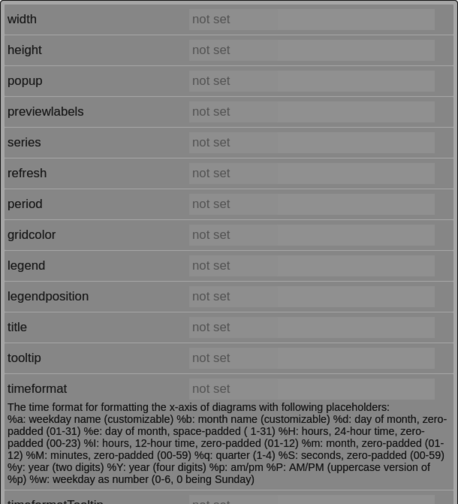 width not set
height not set
popup not set
previewlabels not set
series not set
refresh not set
period not set
gridcolor not set
legend not set
legendposition not set
title not set
tooltip not set
timeformat not set
The time format for formatting the x-axis of diagrams with following placeholders:
%a: weekday name (customizable) %b: month name (customizable) %d: day of month, zero-
padded (01-31) %e: day of month, space-padded ( 1-31) %H: hours, 24-hour time, zero-
padded (00-23) %I: hours, 12-hour time, zero-padded (01-12) %m: month, zero-padded (01-
12) %M: minutes, zero-padded (00-59) %q: quarter (1-4) %S: seconds, zero-padded (00-59)
%y: year (two digits) %Y: year (four digits) %p: am/pm %P: AM/PM (uppercase version of
%p) %w: weekday as number (0-6, 0 being Sunday)
timeformatTooltip